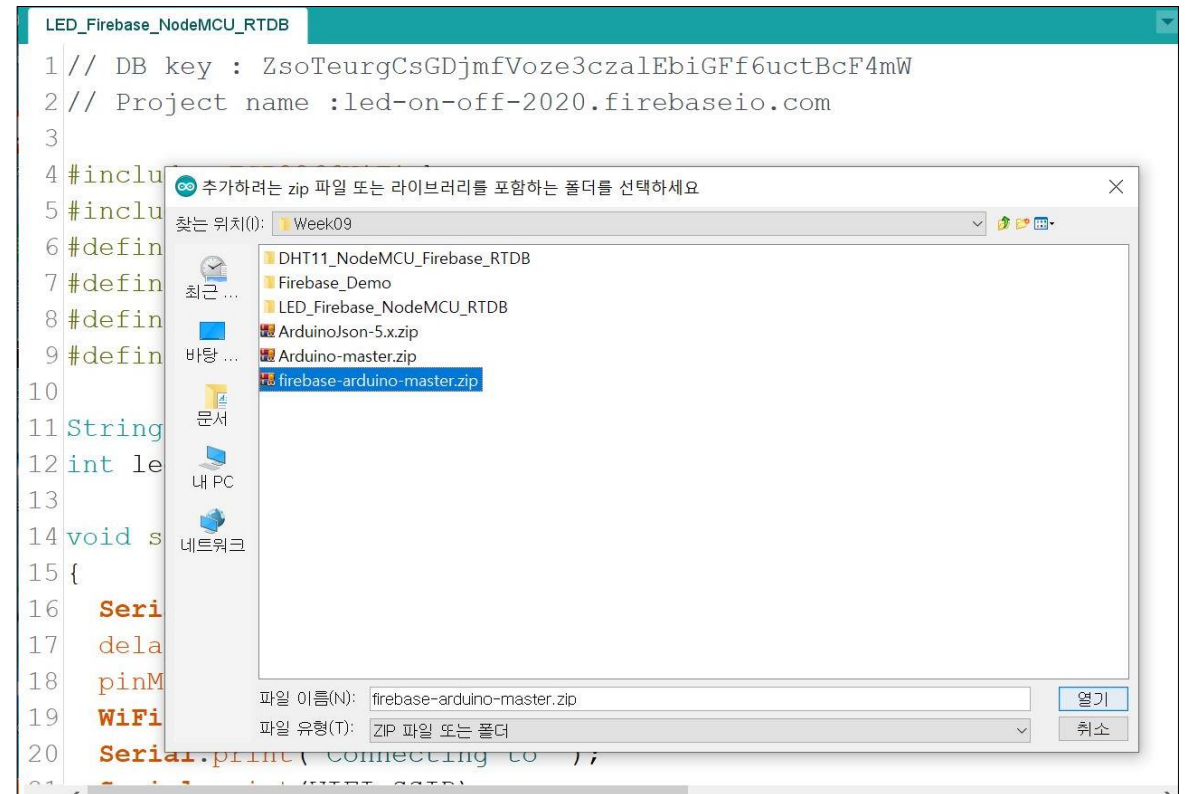 LED_Firebase_NodeMCU_RTDB
1 // DB key : ZsoTeurgCsGDjmfVoze3czalEbiGFf6uctBcF4mW
2 // Project name :led-on-off-2020.firebaseio.com
3
4 #inclu
5 #inclu
6 #defin
7 #defin
8 #defin
9 #defin
10
11 String
12 int le
13
14 void s
15 {
16 Seri
17 dela
18 pinM
19 WiFi
20 Serial.print("Connecting to ");
추가하려는 zip 파일 또는 라이브러리를 포함하는 폴더를 선택하세요
찾는 위치(I): Week09
최근 ...
바탕 ...
문서
내 PC
네트워크
DHT11_NodeMCU_Firebase_RTDB
Firebase_Demo
LED_Firebase_NodeMCU_RTDB
ArduinoJson-5.x.zip
Arduino-master.zip
firebase-arduino-master.zip
파일 이름(N): firebase-arduino-master.zip
열기
파일 유형(T): ZIP 파일 또는 폴더
취소